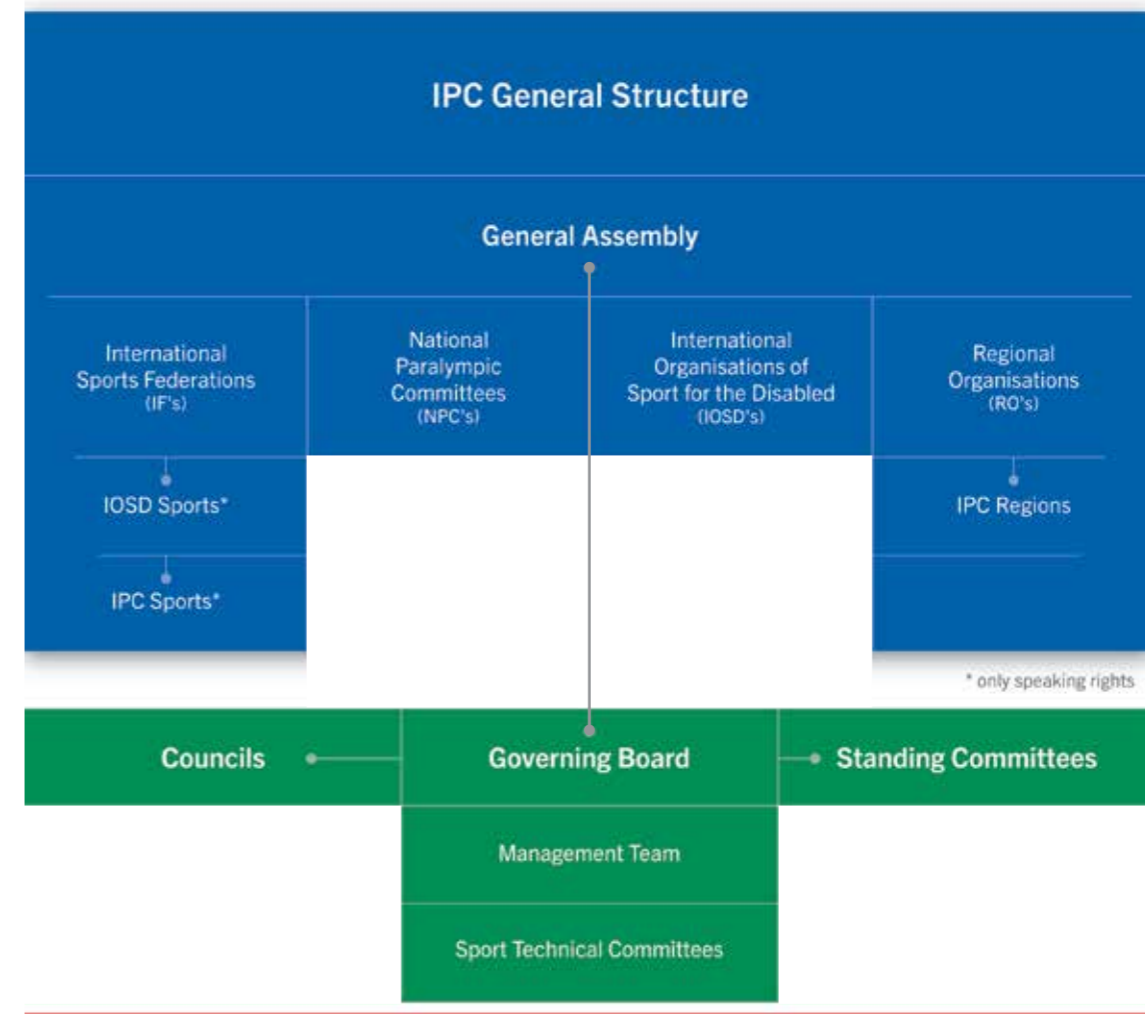 IPC General Structure
General Assembly
International
Sports Federations
(IF's)
National
Paralympic
Committees
(NPC's)
International
Organisations of
Sport for the Disabled
(IOSD's)
Regional
Organisations
(RO's)
IOSD Sports*
IPC Regions
IPC Sports*
* only speaking rights
Councils
Governing Board
Standing Committees
Management Team
Sport Technical Committees